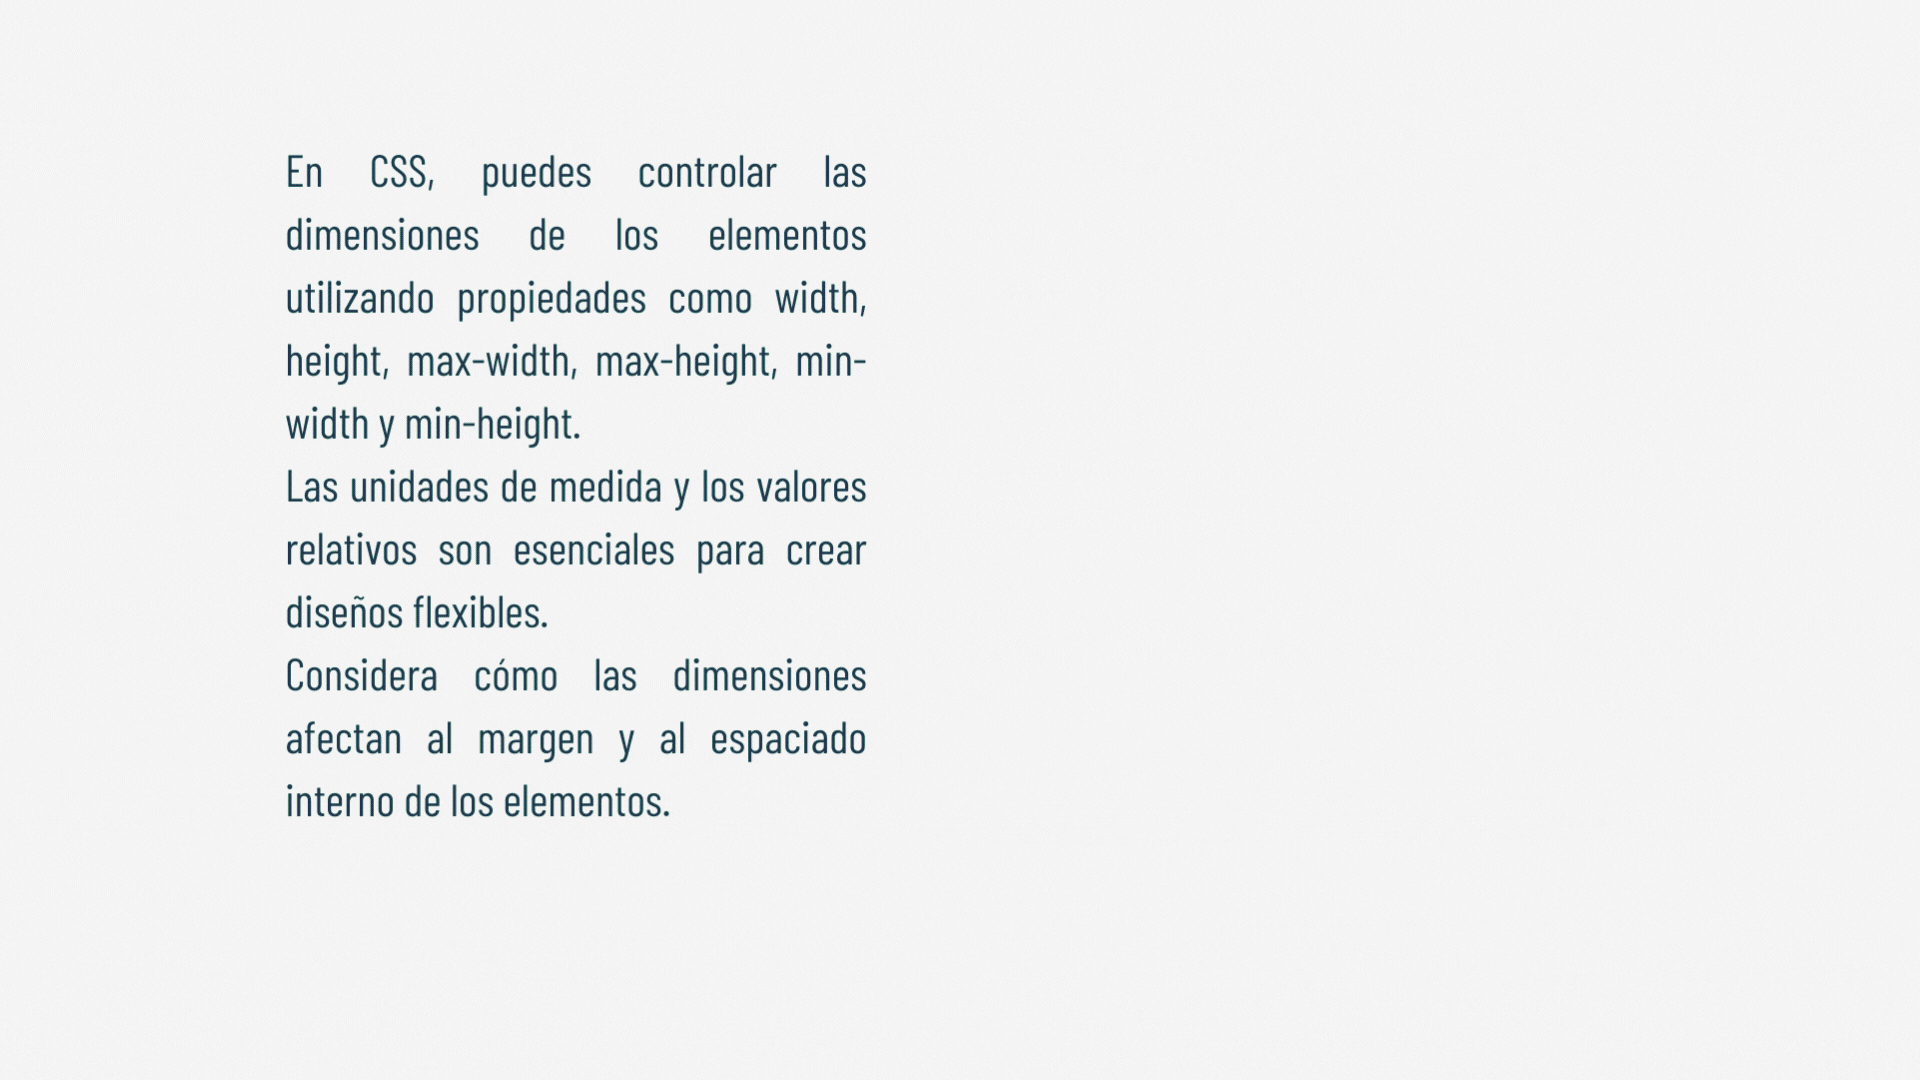 En CSS, puedes controlar las
dimensiones de los elementos
utilizando propiedades como width,
height, max-width, max-height, min-
width y min-height.
Las unidades de medida y los valores
relativos son esenciales para crear
diseños flexibles.
Considera cómo las dimensiones
afectan al margen y al espaciado
interno de los elementos.